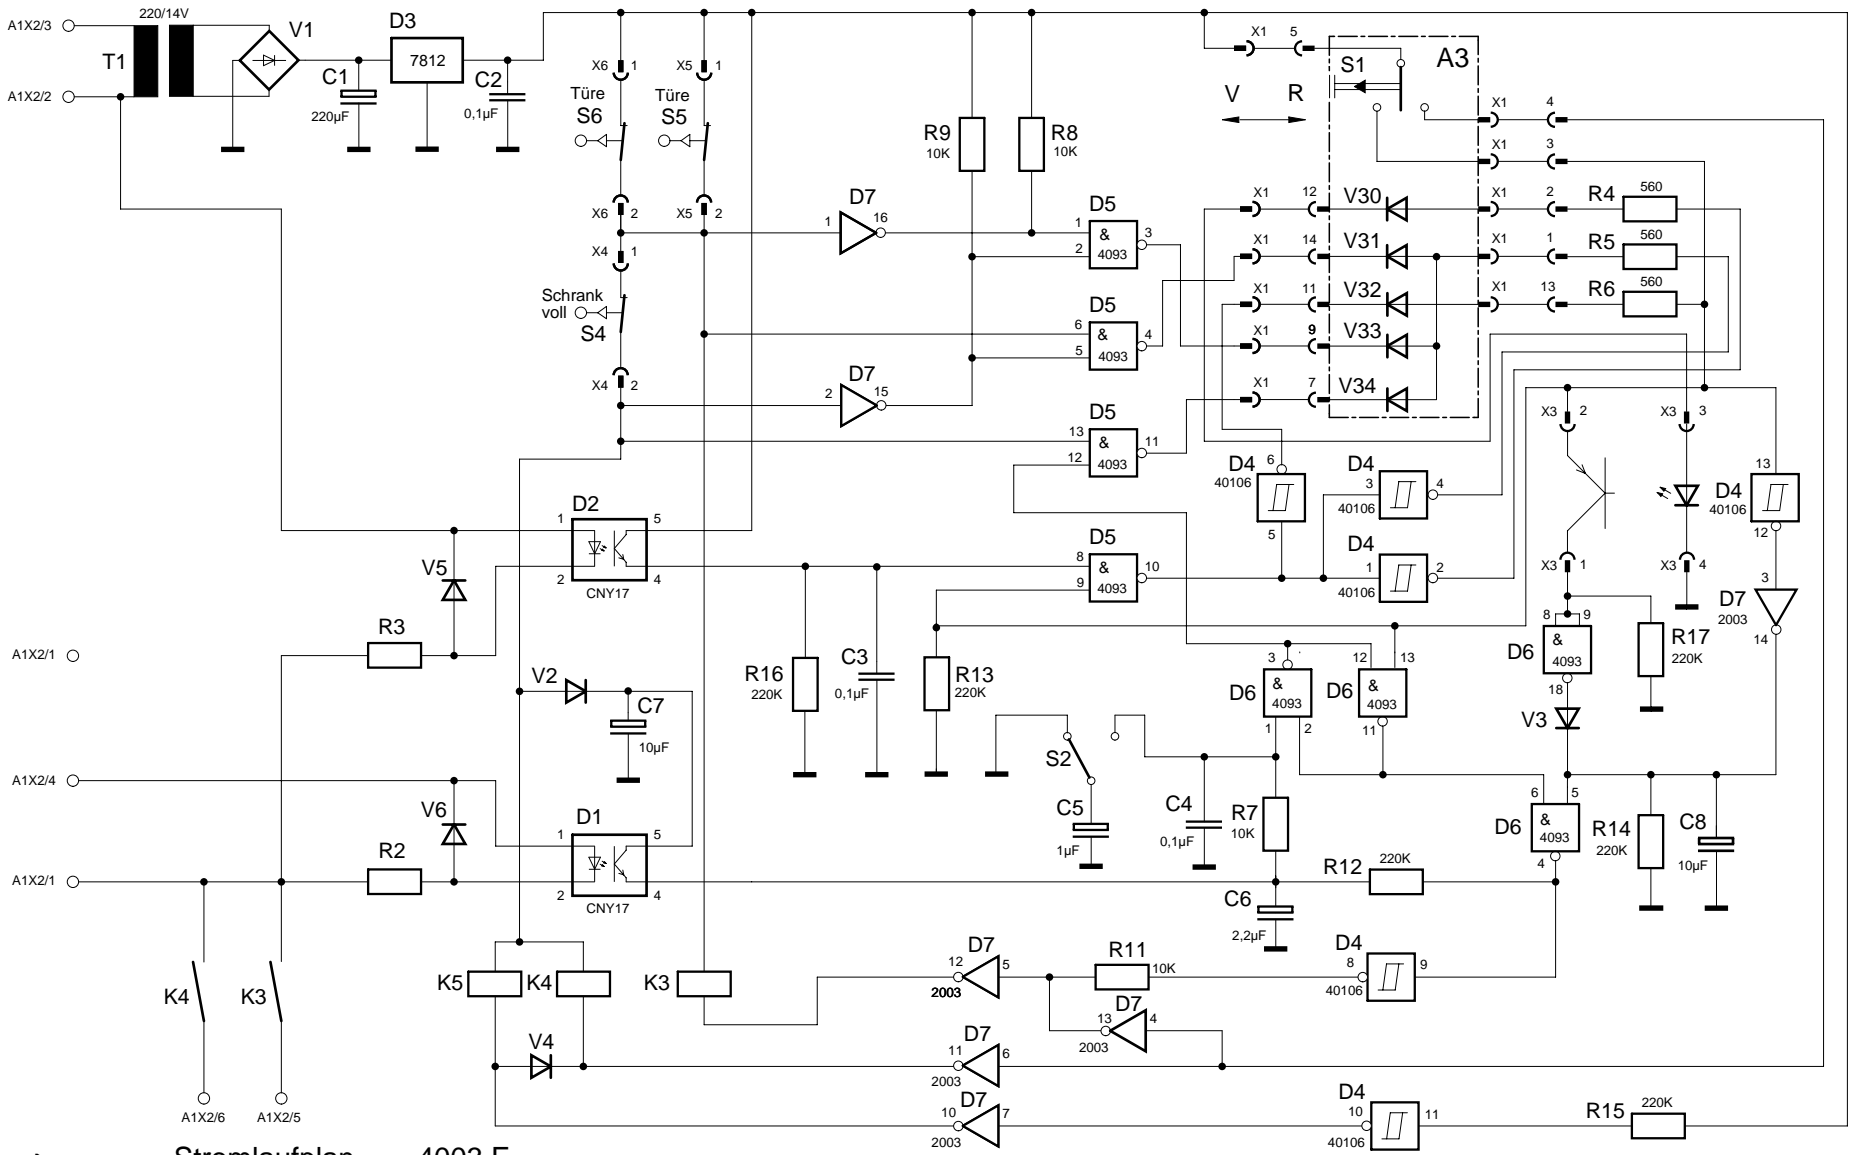 220/14V
A1X2/3
T1
A1X2/2
V1
D3
7812
C1
220µF
C2
0,1µF
X6 1
Türe
S6
X6 2
X5 1
Türe
S5
X5 2
X4 1
Schrank
voll
S4
X4 2
R9
10K
R8
10K
D7
1 16
D7
2 15
D5
1 & 3
2 4093
D5
6 & 4
5 4093
D5
13 & 11
12 4093
D5
8 & 10
9 4093
X1 5
A3
S1
V R
X1 4
X1 3
X1 12 V30 X1 2 R4 560
X1 14 V31 X1 1 R5 560
X1 11 V32 X1 13 R6 560
X1 9 V33
X1 7 V34
D4 6
40106
5
D4
3 4
40106
D4
1 2
40106
X3 2
X3 3
X3 1
X3 4
13
D4
40106
12
3
D7
2003
14
D2
1 5
2 4
CNY17
V5
R3
A1X2/1
V2
C7
10µF
R16
220K
C3
0,1µF
R13
220K
3
D6 &
4093
1 2
12 13
D6 &
4093
11
8 9
D6 &
4093
18
R17
220K
V3
S2
C5
1µF
C4
0,1µF
R7
10K
6 5
D6 &
4093
4
R14
220K
C8
10µF
A1X2/4
V6
R2
A1X2/1
D1
1 5
2 4
CNY17
R12
220K
C6
2,2µF
K4
K3
A1X2/6
A1X2/5
K5
K4
K3
V4
D7
12 5
2003
R11
10K
D4
8 9
40106
D7
13 4
2003
D7
11 6
2003
D7
10 7
2003
D4
10 11
40106
R15
220K